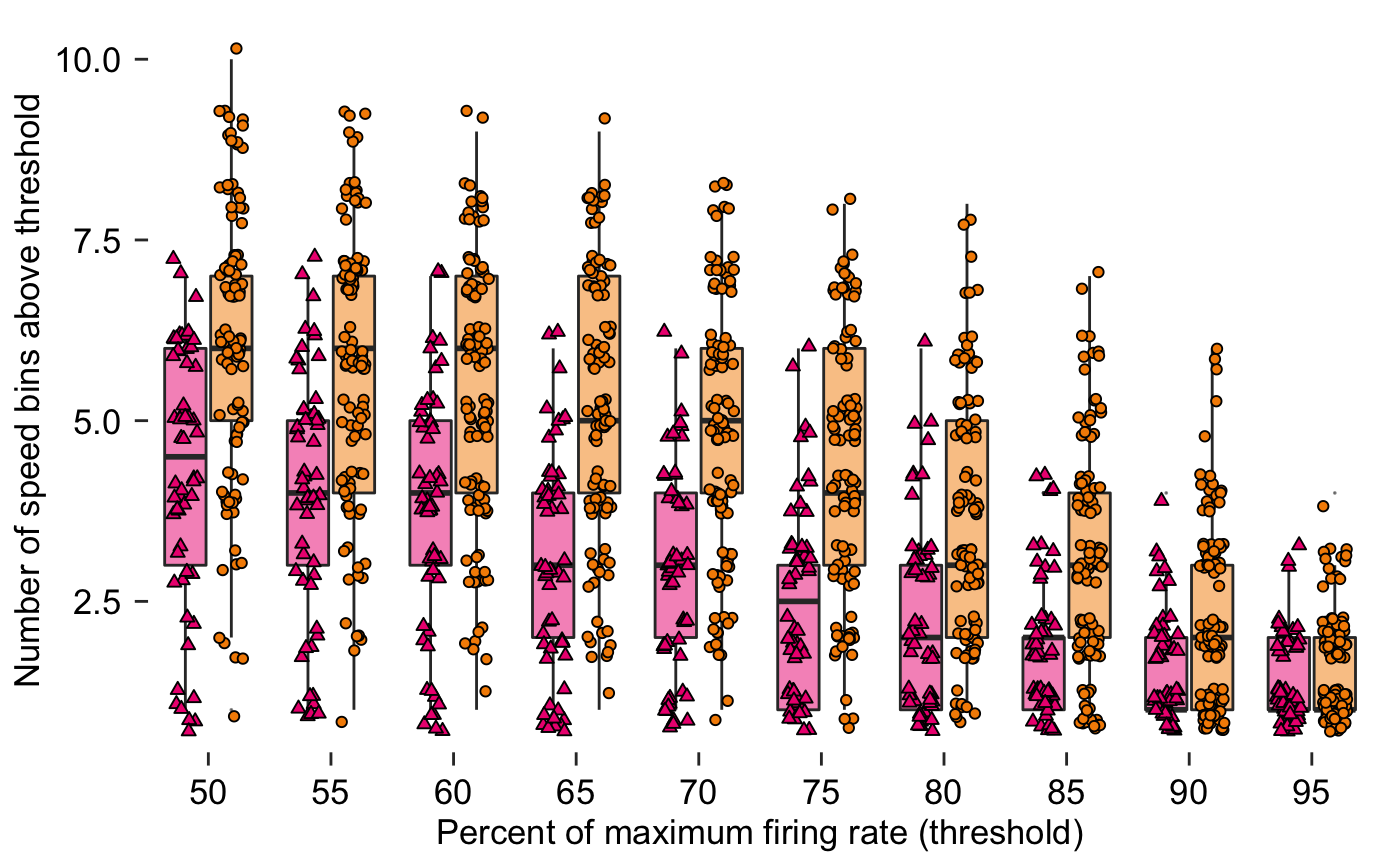 Number of speed bins above threshold
10.0
7.5
5.0
2.5
50 55 60 65 70 75 80 85 90 95
Percent of maximum firing rate (threshold)